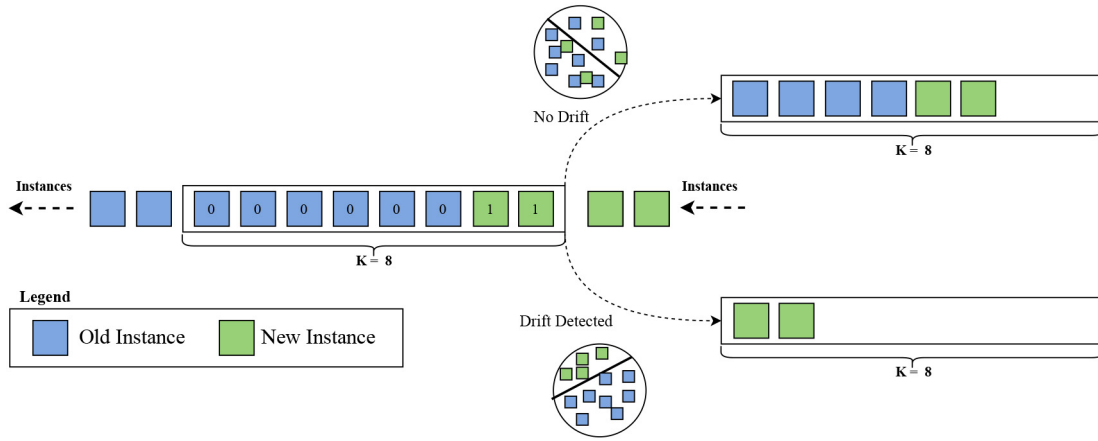 No Drift
K = 8
Instances
0 0 0 0 0 0 1 1
Instances
K = 8
Legend
Old Instance
New Instance
Drift Detected
K = 8